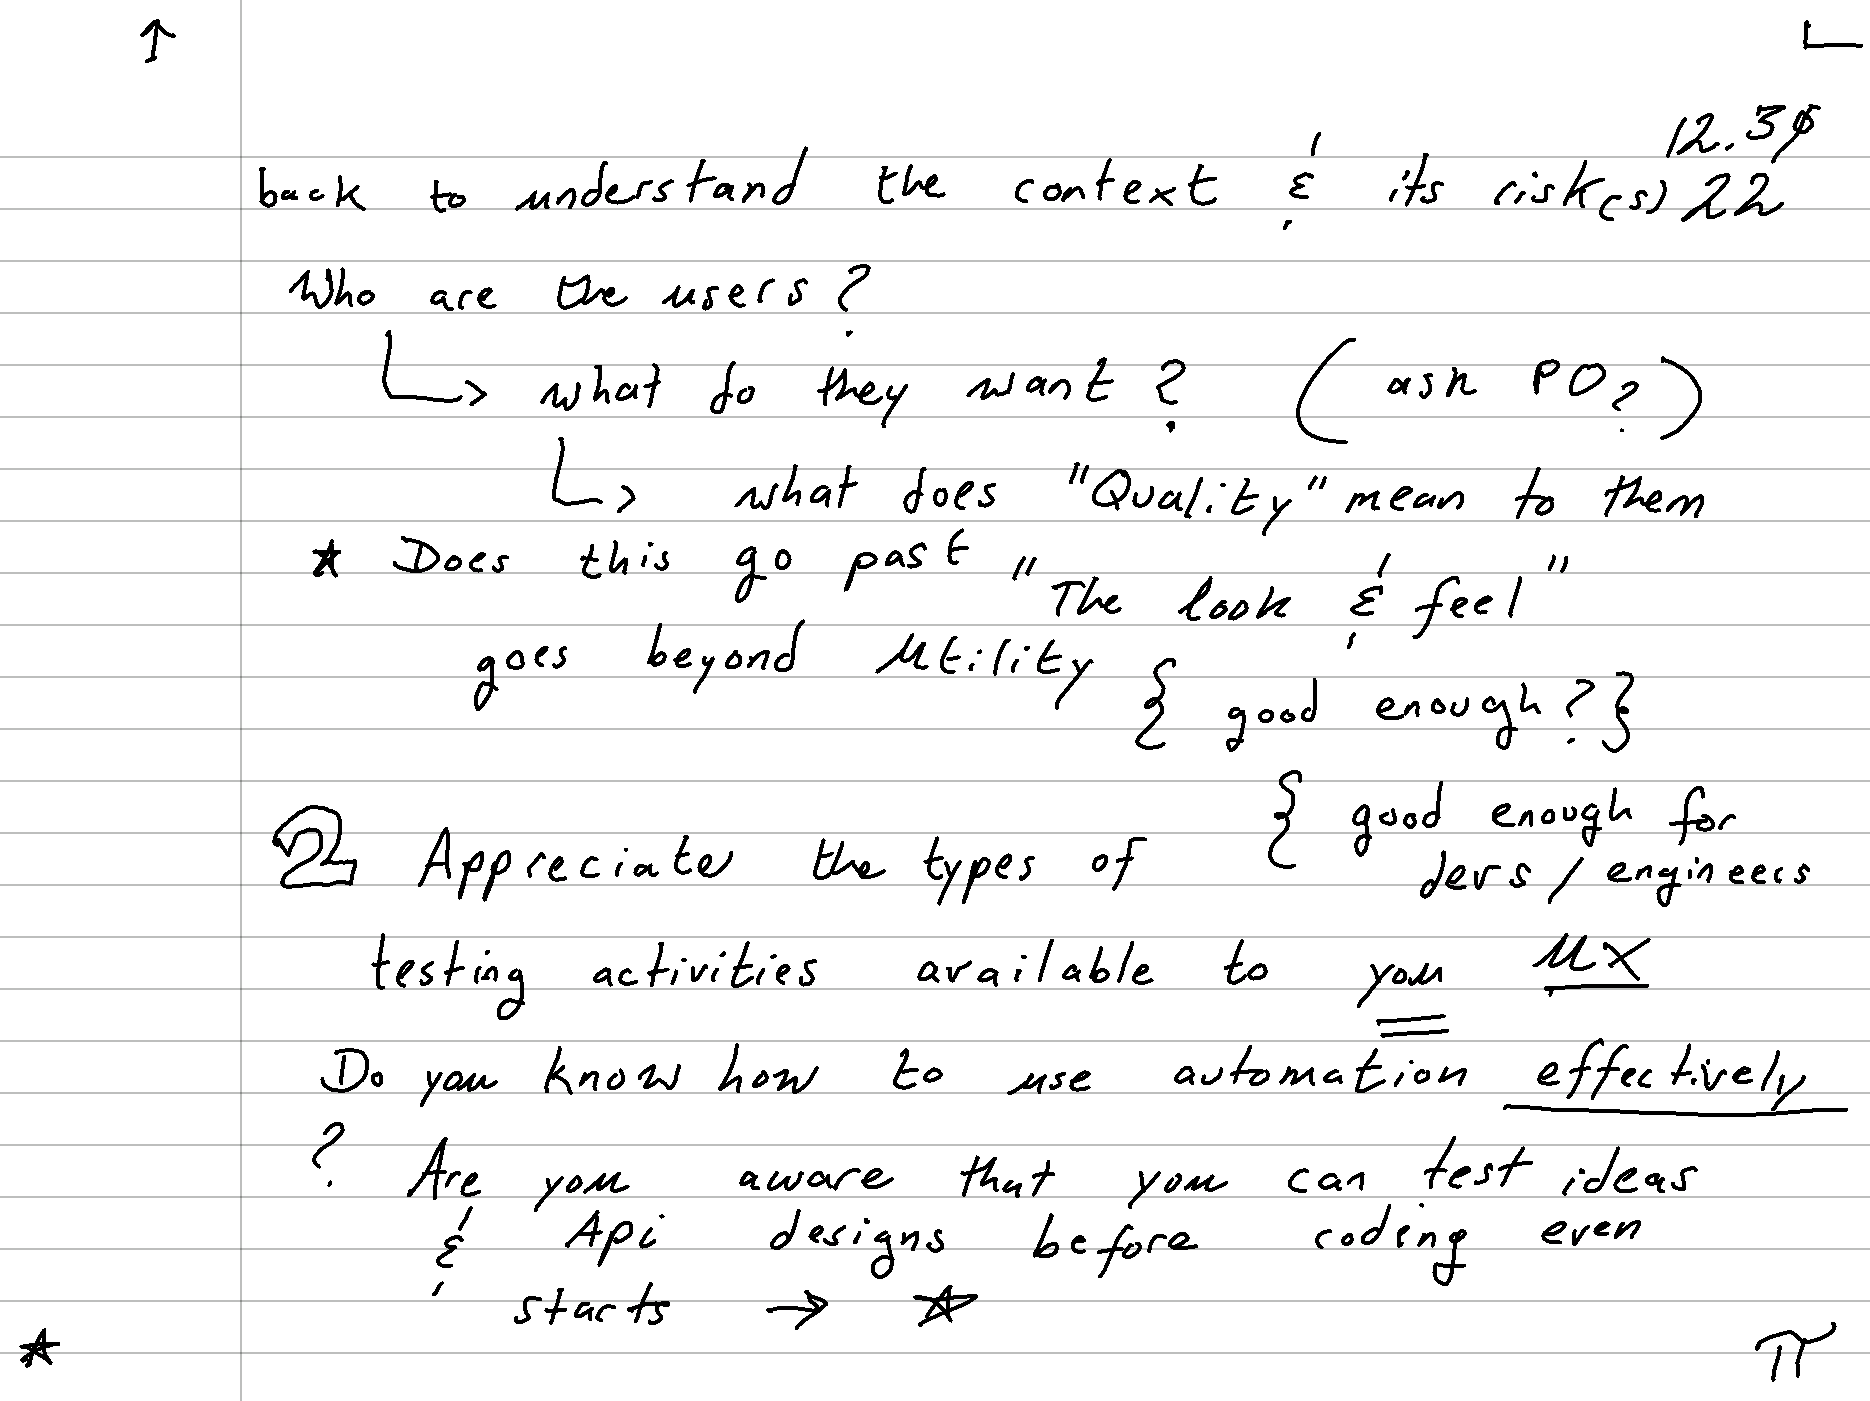 ↑
12.30
back to understand the context & its risk(s) 22
Who are the users?
↳ what do they want? (ask PO?)
↳ what does "Quality" mean to them
* Does this go past "The look & feel"
goes beyond utility { good enough? }
{ good enough for
2 Appreciate the types of devs / engineers
testing activities available to you UX
Do you know how to use automation effectively
? Are you aware that you can test ideas
& Api designs before coding even
starts → ☆
☆ π